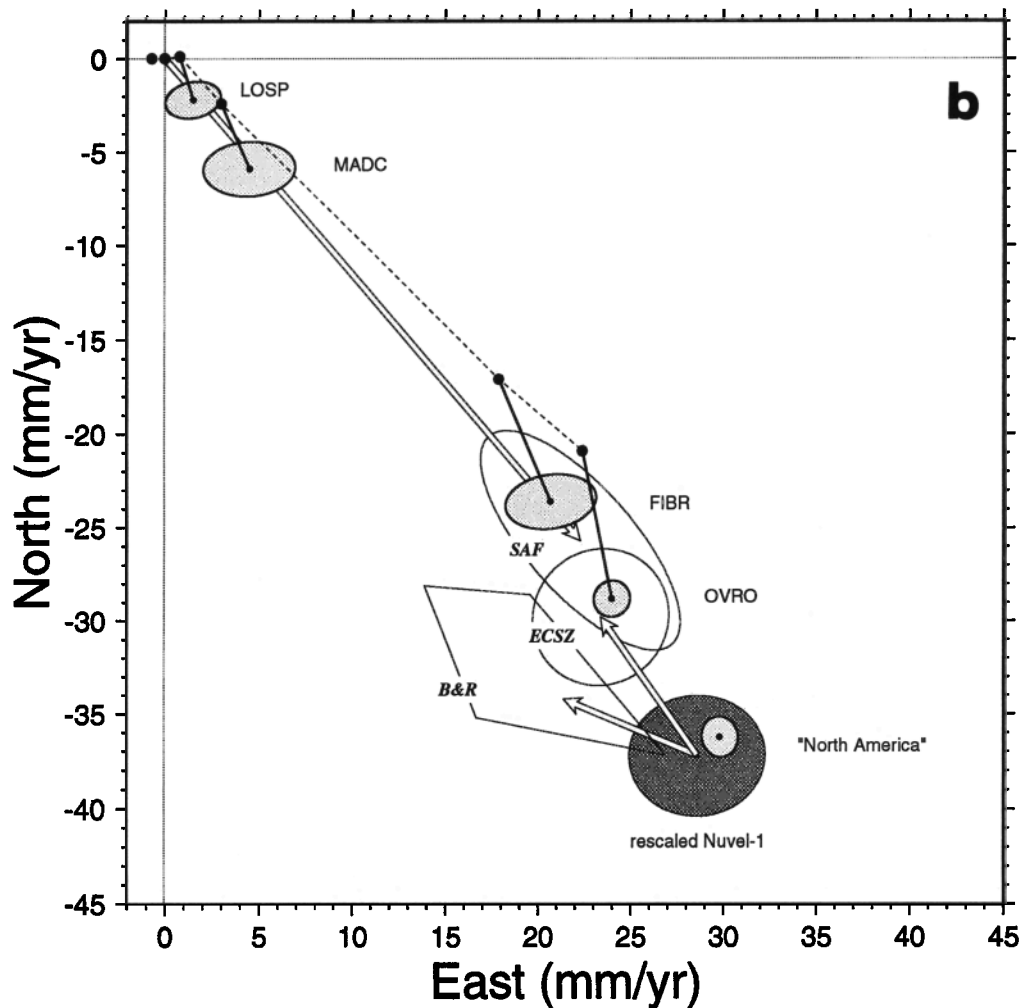 b
0
-5
-10
-15
-20
-25
-30
-35
-40
-45
North (mm/yr)
LOSP
MADC
FIBR
SAF
OVRO
ECSZ
B&R
"North America"
rescaled Nuvel-1
0 5 10 15 20 25 30 35 40 45
East (mm/yr)